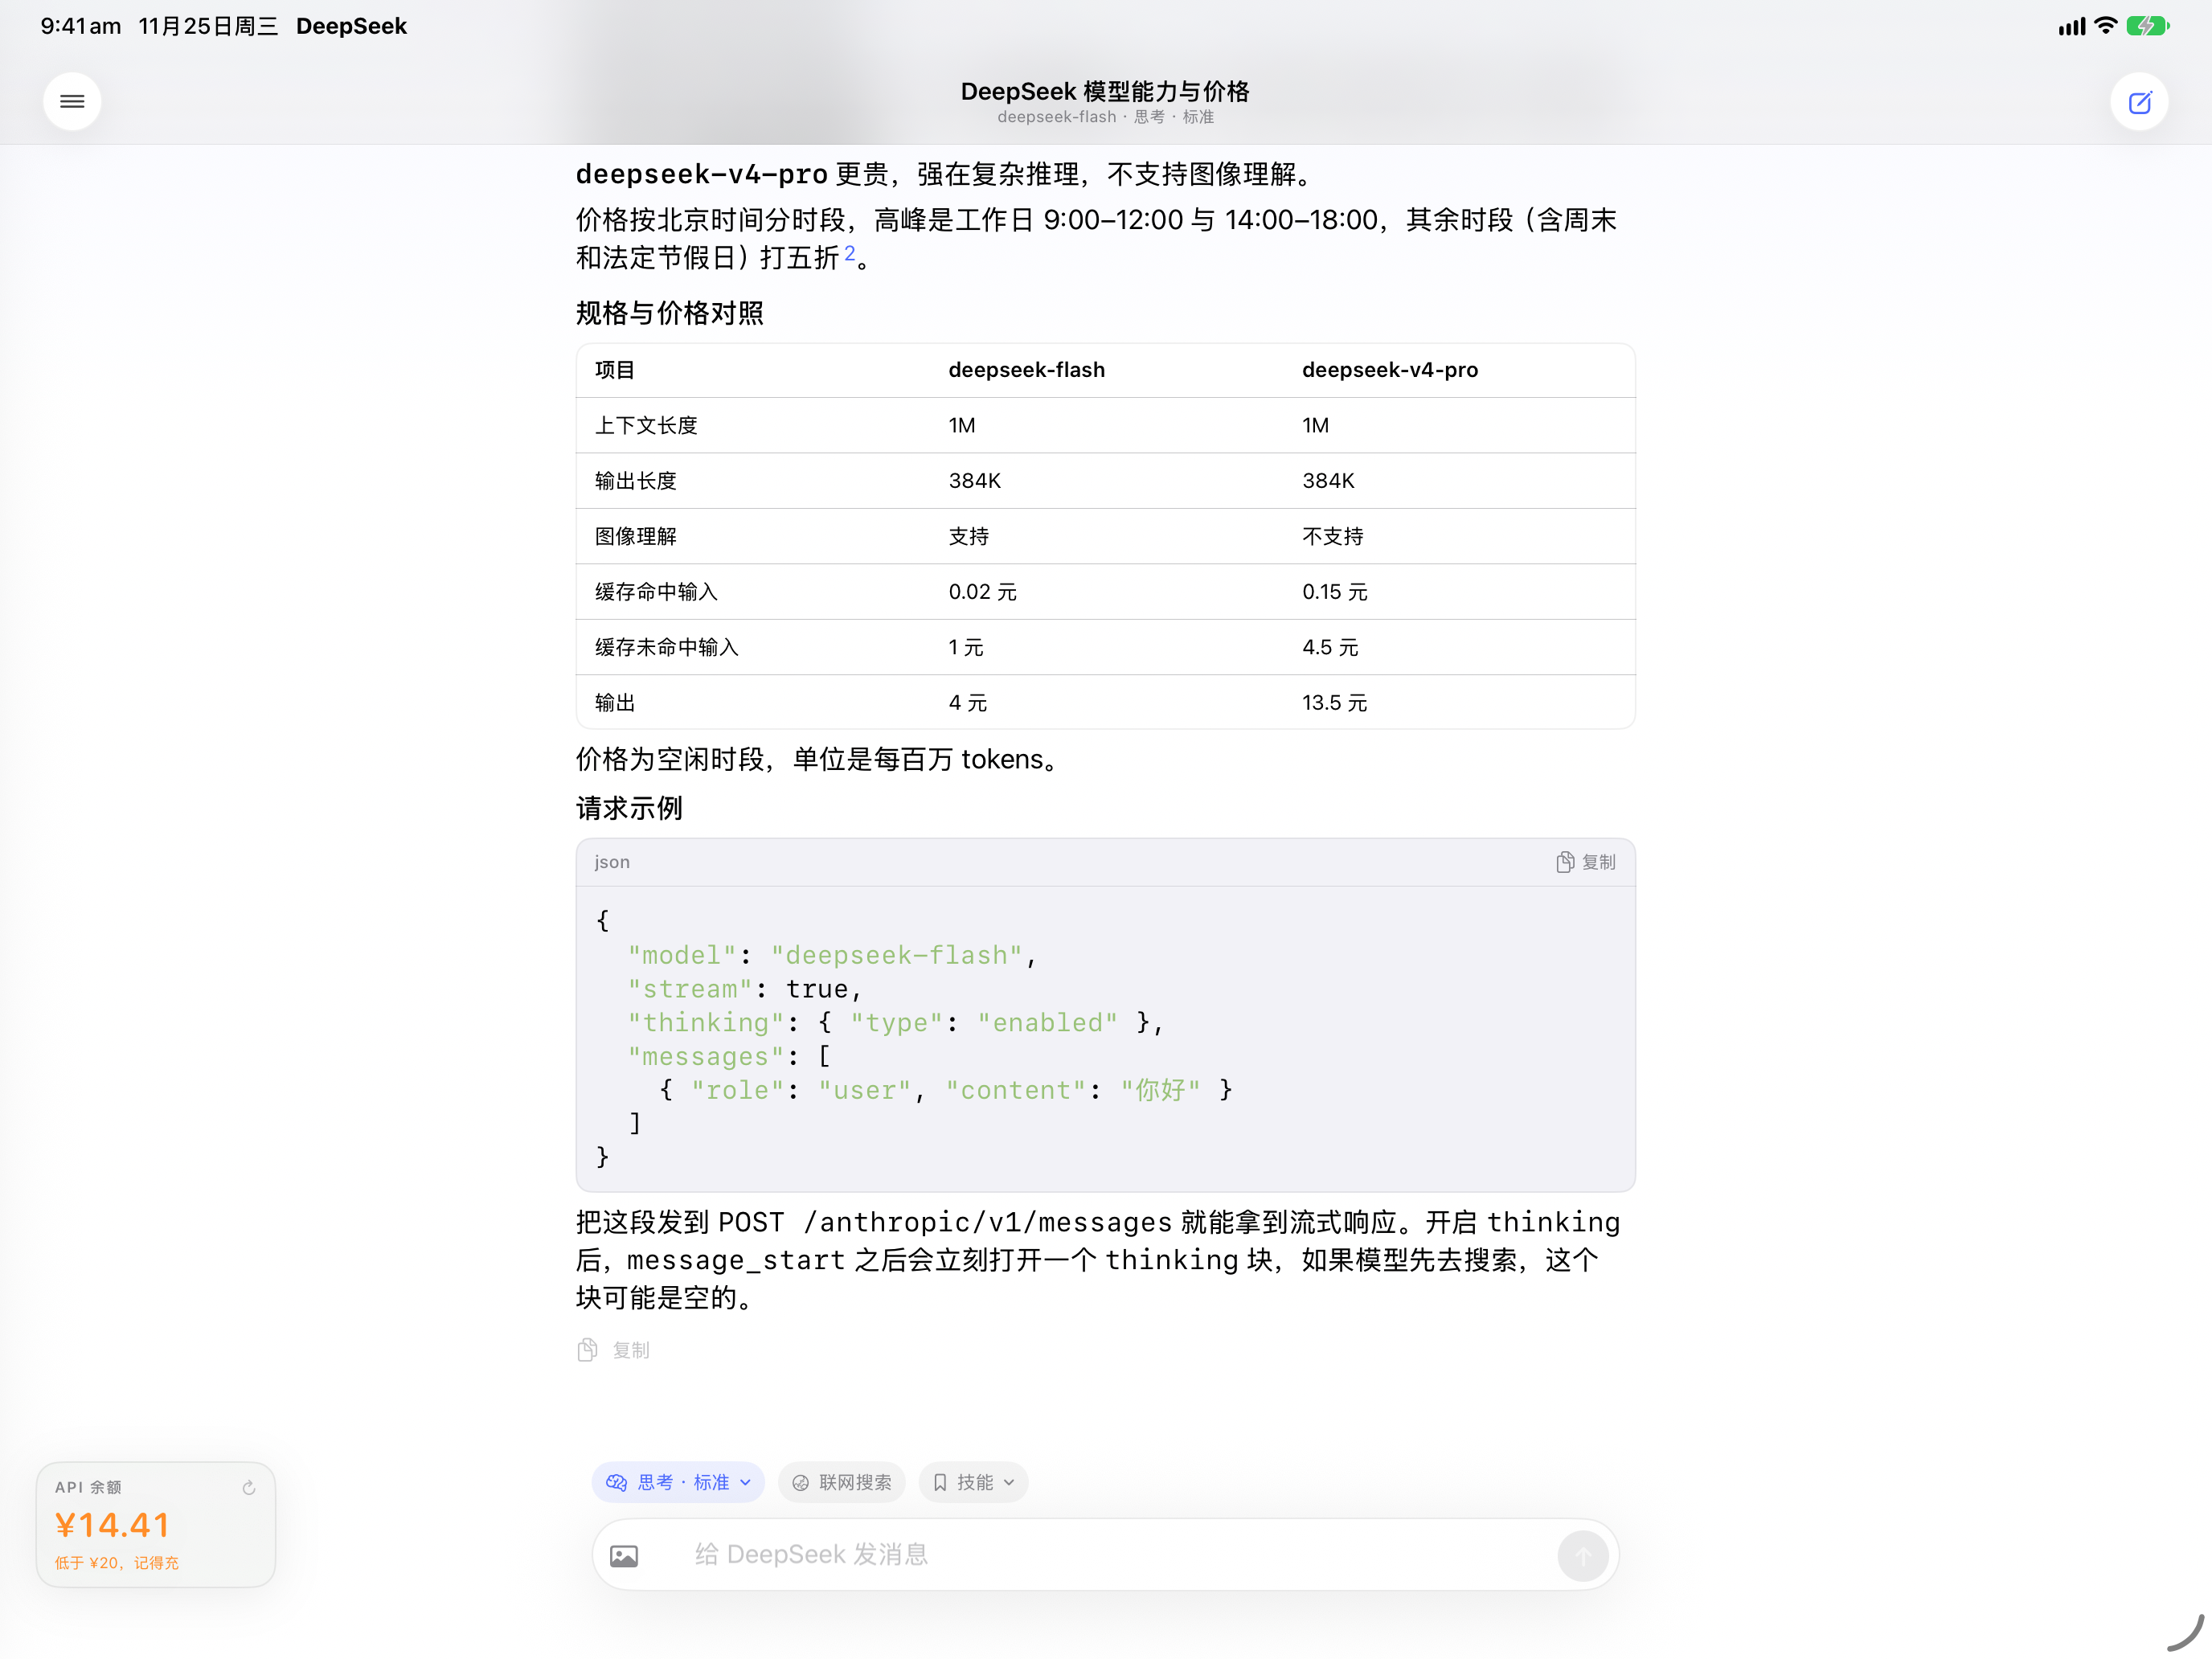 9:41am 11月25日周三 DeepSeek
DeepSeek 模型能力与价格
deepseek-flash · 思考 · 标准
deepseek-v4-pro 更贵，强在复杂推理，不支持图像理解。
价格按北京时间分时段，高峰是工作日 9:00–12:00 与 14:00–18:00，其余时段（含周末
和法定节假日）打五折 2。
规格与价格对照
项目 deepseek-flash deepseek-v4-pro
上下文长度 1M 1M
输出长度 384K 384K
图像理解 支持 不支持
缓存命中输入 0.02 元 0.15 元
缓存未命中输入 1 元 4.5 元
输出 4 元 13.5 元
价格为空闲时段，单位是每百万 tokens。
请求示例
json 复制
{
  "model": "deepseek-flash",
  "stream": true,
  "thinking": { "type": "enabled" },
  "messages": [
    { "role": "user", "content": "你好" }
  ]
}
把这段发到 POST /anthropic/v1/messages 就能拿到流式响应。开启 thinking
后，message_start 之后会立刻打开一个 thinking 块，如果模型先去搜索，这个
块可能是空的。
复制
API 余额
¥14.41
低于 ¥20，记得充
思考 · 标准 联网搜索 技能
给 DeepSeek 发消息